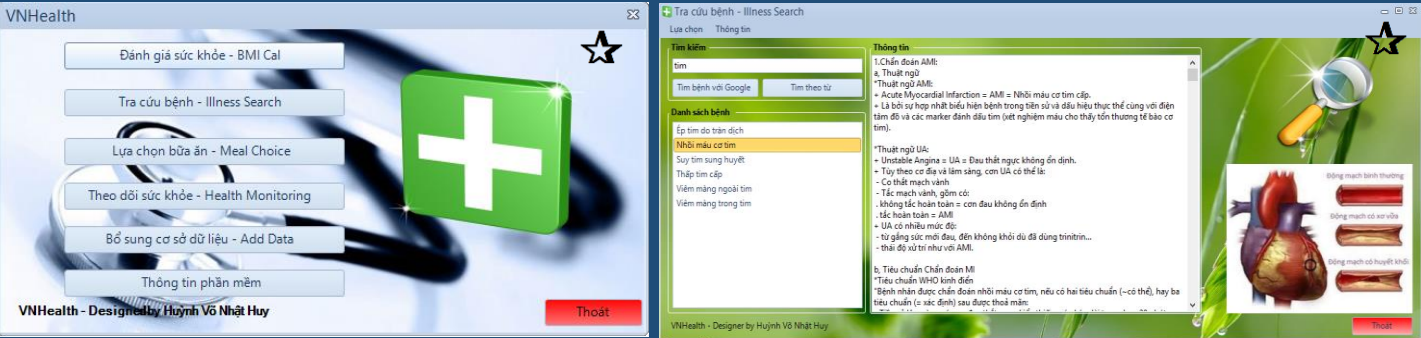 VNHealth
Đánh giá sức khỏe - BMI Cal
Tra cứu bệnh - Illness Search
Lựa chọn bữa ăn - Meal Choice
Theo dõi sức khỏe - Health Monitoring
Bổ sung cơ sở dữ liệu - Add Data
Thông tin phần mềm
VNHealth - Designed by Huỳnh Võ Nhật Huy
Thoát
Tra cứu bệnh - Illness Search
Lựa chọn Thông tin
Tìm kiếm
tim
Tìm bệnh với Google Tìm theo từ
Danh sách bệnh
Ép tim do tràn dịch
Nhồi máu cơ tim
Suy tim sung huyết
Thấp tim cấp
Viêm màng ngoài tim
Viêm màng trong tim
Thông tin
1.Chẩn đoán AMI:
a, Thuật ngữ
*Thuật ngữ AMI:
+ Acute Myocardial Infarction = AMI = Nhồi máu cơ tim cấp.
+ Là bởi sự hợp nhất biểu hiện bệnh trong tiền sử và dấu hiệu thực thể cùng với điện
tâm đồ và các marker đánh dấu tim (xét nghiệm máu cho thấy tổn thương tế bào cơ
tim).
*Thuật ngữ UA:
+ Unstable Angina = UA = Đau thắt ngực không ổn định.
+ Tùy theo cơ địa và lâm sàng, cơn UA có thể là:
- Co thắt mạch vành
- Tắc mạch vành, gồm có:
. không tắc hoàn toàn = cơn đau không ổn định
. tắc hoàn toàn = AMI
+ UA có nhiều mức độ:
- từ gắng sức mới đau, đến không khỏi dù đã dùng trinitrin...
- thái độ xử trí như với AMI.
b, Tiêu chuẩn Chẩn đoán MI
*Tiêu chuẩn WHO kinh điển
"Bệnh nhân được chẩn đoán nhồi máu cơ tim, nếu có hai tiêu chuẩn (~có thể), hay ba
tiêu chuẩn (= xác định) sau được thoả mãn:
Động mạch bình thường
Động mạch có xơ vữa
Động mạch có huyết khối
VNHealth - Designer by Huỳnh Võ Nhật Huy
Thoát